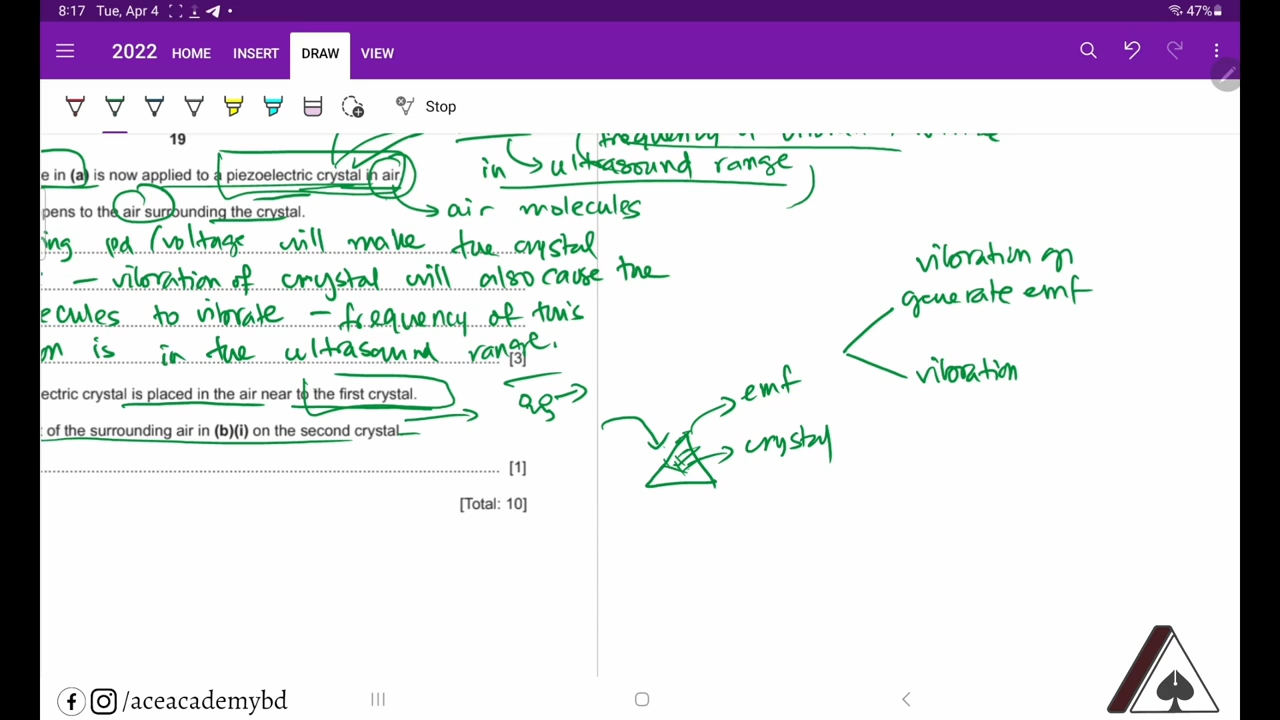 8:17 Tue, Apr 4 47%
2022 HOME INSERT DRAW VIEW
Stop
19
frequency
in → ultrasound range
e in (a) is now applied to a piezoelectric crystal in air
pens to the air surrounding the crystal.
→ air molecules
ing pd / voltage will make the crystal
– vibration of crystal will also cause the
ecules to vibrate – frequency of this
on is in the ultrasound range. [3]
ectric crystal is placed in the air near to the first crystal.
of the surrounding air in (b)(i) on the second crystal
[1]
[Total: 10]
vibration
generate emf
vibration
emf
crystal
/aceacademybd